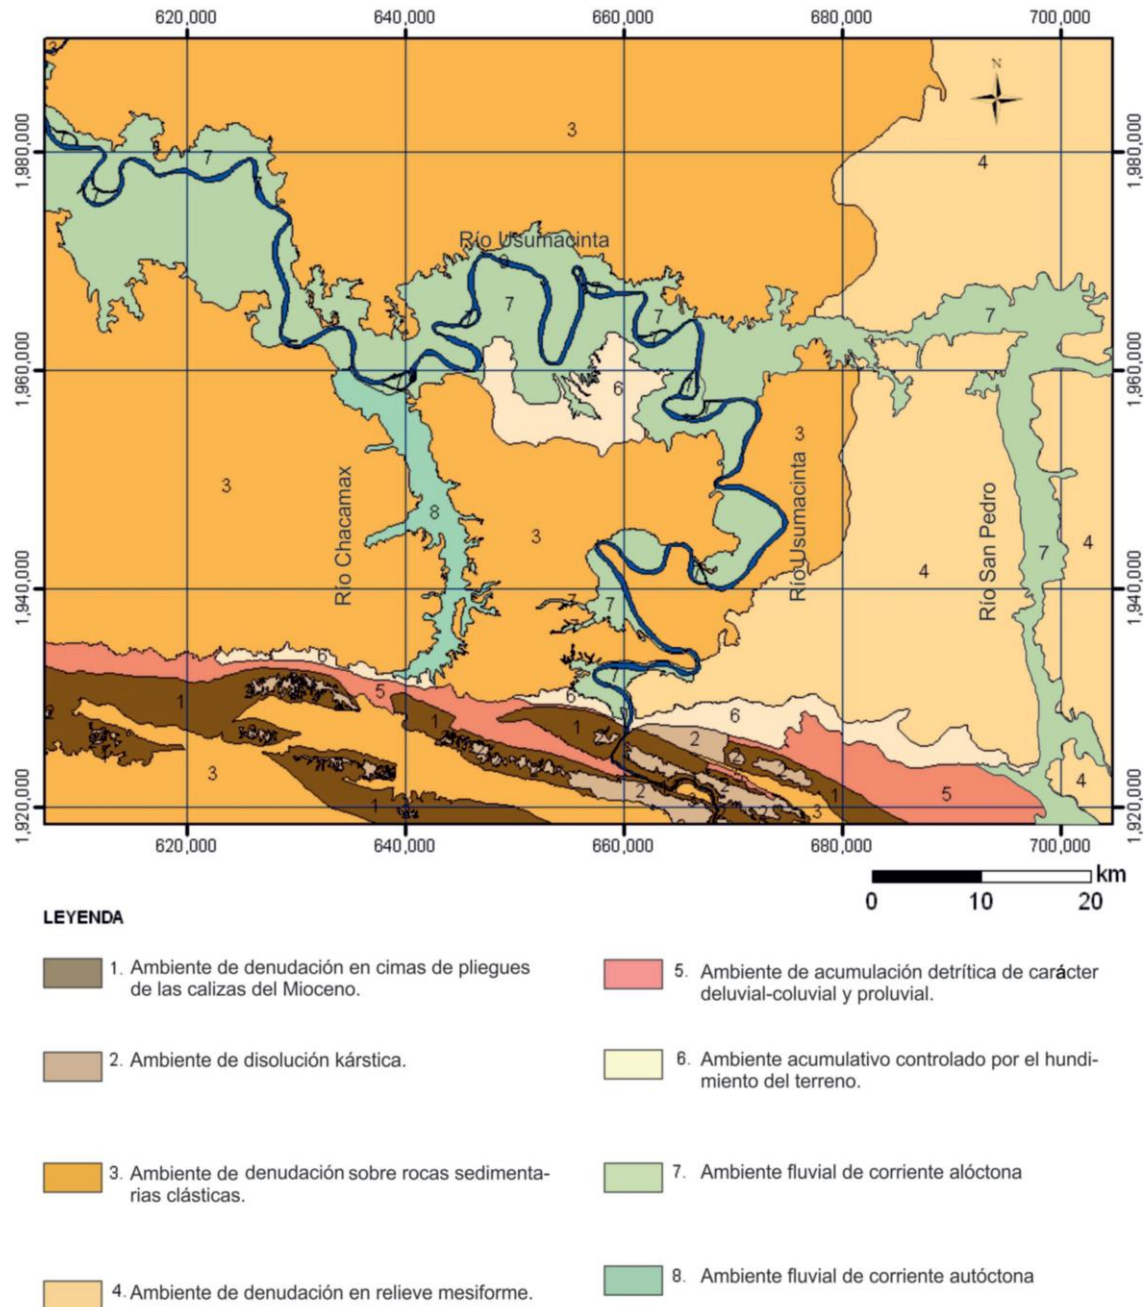 620,000 640,000 660,000 680,000 700,000
N
3
1,980,000 7 4 1,980,000
Río Usumacinta
7 7 7
1,960,000 6 1,960,000
3
3 Río Chacamax 8 3 Río Usumacinta 4 Río San Pedro 7 4
1,940,000 7 7 1,940,000
5 6 6
1 1 1 2
3 2 3 1 5 4
1,920,000 1 1,920,000
620,000 640,000 660,000 680,000 700,000
km
0 10 20
LEYENDA
1. Ambiente de denudación en cimas de pliegues
de las calizas del Mioceno.
2. Ambiente de disolución kárstica.
3. Ambiente de denudación sobre rocas sedimenta-
rias clásticas.
4. Ambiente de denudación en relieve mesiforme.
5. Ambiente de acumulación detrítica de carácter
deluvial-coluvial y proluvial.
6. Ambiente acumulativo controlado por el hundi-
miento del terreno.
7. Ambiente fluvial de corriente alóctona
8. Ambiente fluvial de corriente autóctona